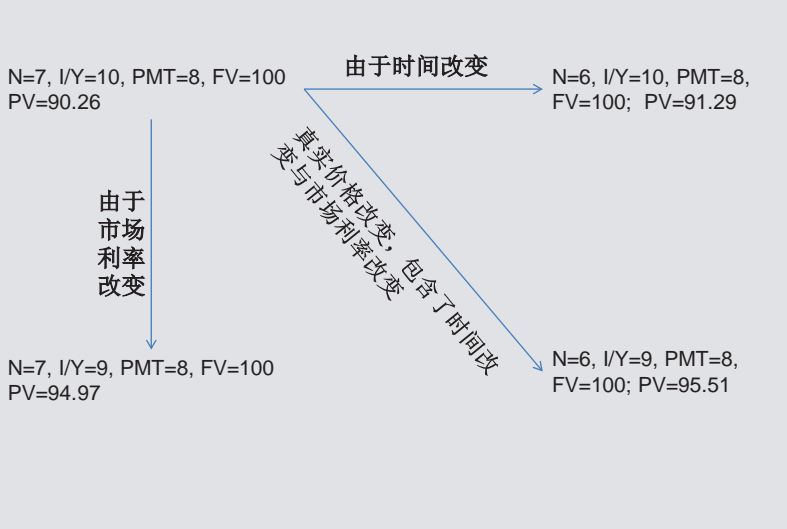 由于时间改变
N=7, I/Y=10, PMT=8, FV=100
PV=90.26
N=6, I/Y=10, PMT=8,
FV=100;  PV=91.29
由于
市场
利率
改变
真实价格改变，包含了时间改
变与市场利率改变
N=7, I/Y=9, PMT=8, FV=100
PV=94.97
N=6, I/Y=9, PMT=8,
FV=100; PV=95.51